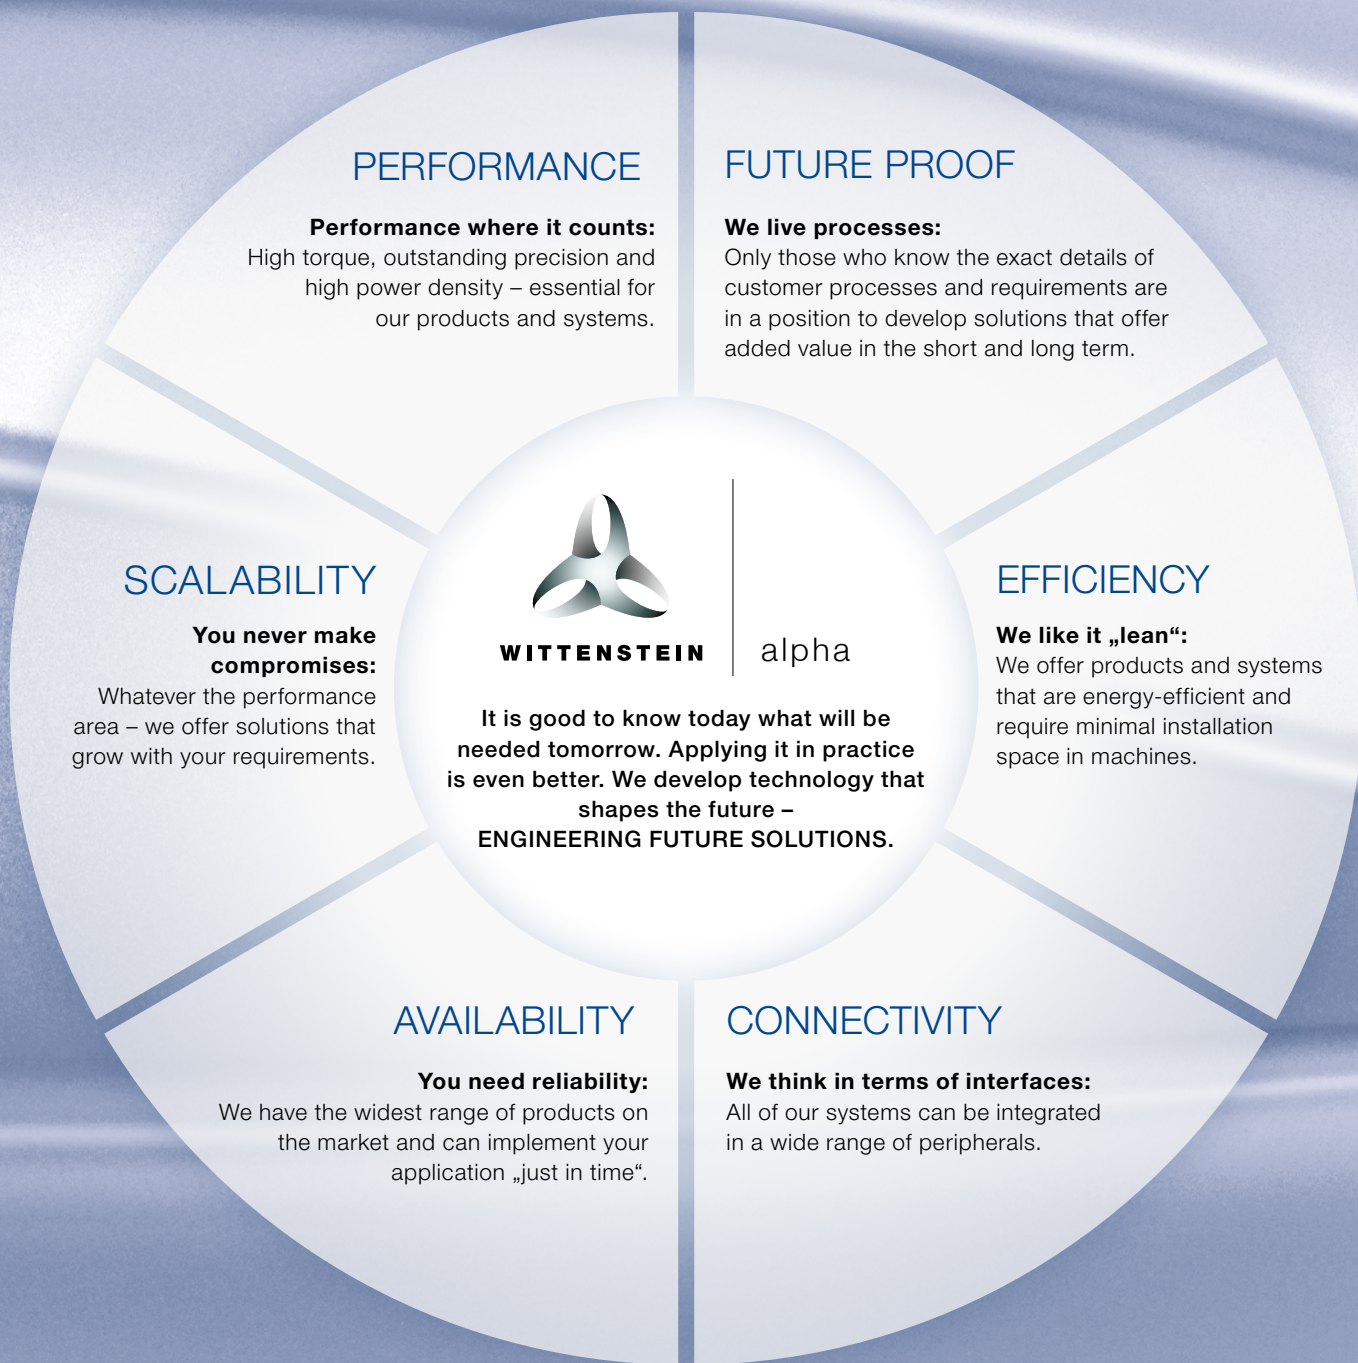 PERFORMANCE
Performance where it counts:
High torque, outstanding precision and
high power density – essential for
our products and systems.
FUTURE PROOF
We live processes:
Only those who know the exact details of
customer processes and requirements are
in a position to develop solutions that offer
added value in the short and long term.
SCALABILITY
You never make
compromises:
Whatever the performance
area – we offer solutions that
grow with your requirements.
WITTENSTEIN
alpha
It is good to know today what will be
needed tomorrow. Applying it in practice
is even better. We develop technology that
shapes the future –
ENGINEERING FUTURE SOLUTIONS.
EFFICIENCY
We like it „lean“:
We offer products and systems
that are energy-efficient and
require minimal installation
space in machines.
AVAILABILITY
You need reliability:
We have the widest range of products on
the market and can implement your
application „just in time“.
CONNECTIVITY
We think in terms of interfaces:
All of our systems can be integrated
in a wide range of peripherals.